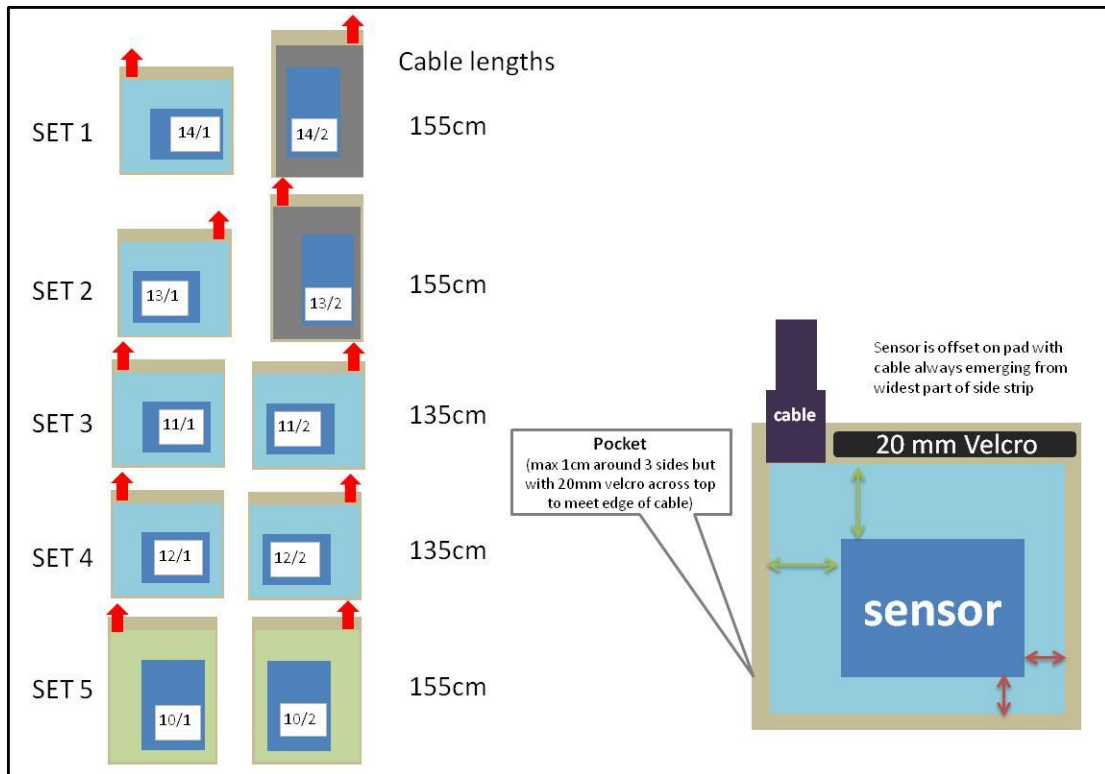 Cable lengths
SET 1
14/1
14/2
155cm
SET 2
13/1
13/2
155cm
SET 3
11/1
11/2
135cm
SET 4
12/1
12/2
135cm
SET 5
10/1
10/2
155cm
Sensor is offset on pad with
cable always emerging from
widest part of side strip
cable
20 mm Velcro
Pocket
(max 1cm around 3 sides but
with 20mm velcro across top
to meet edge of cable)
sensor